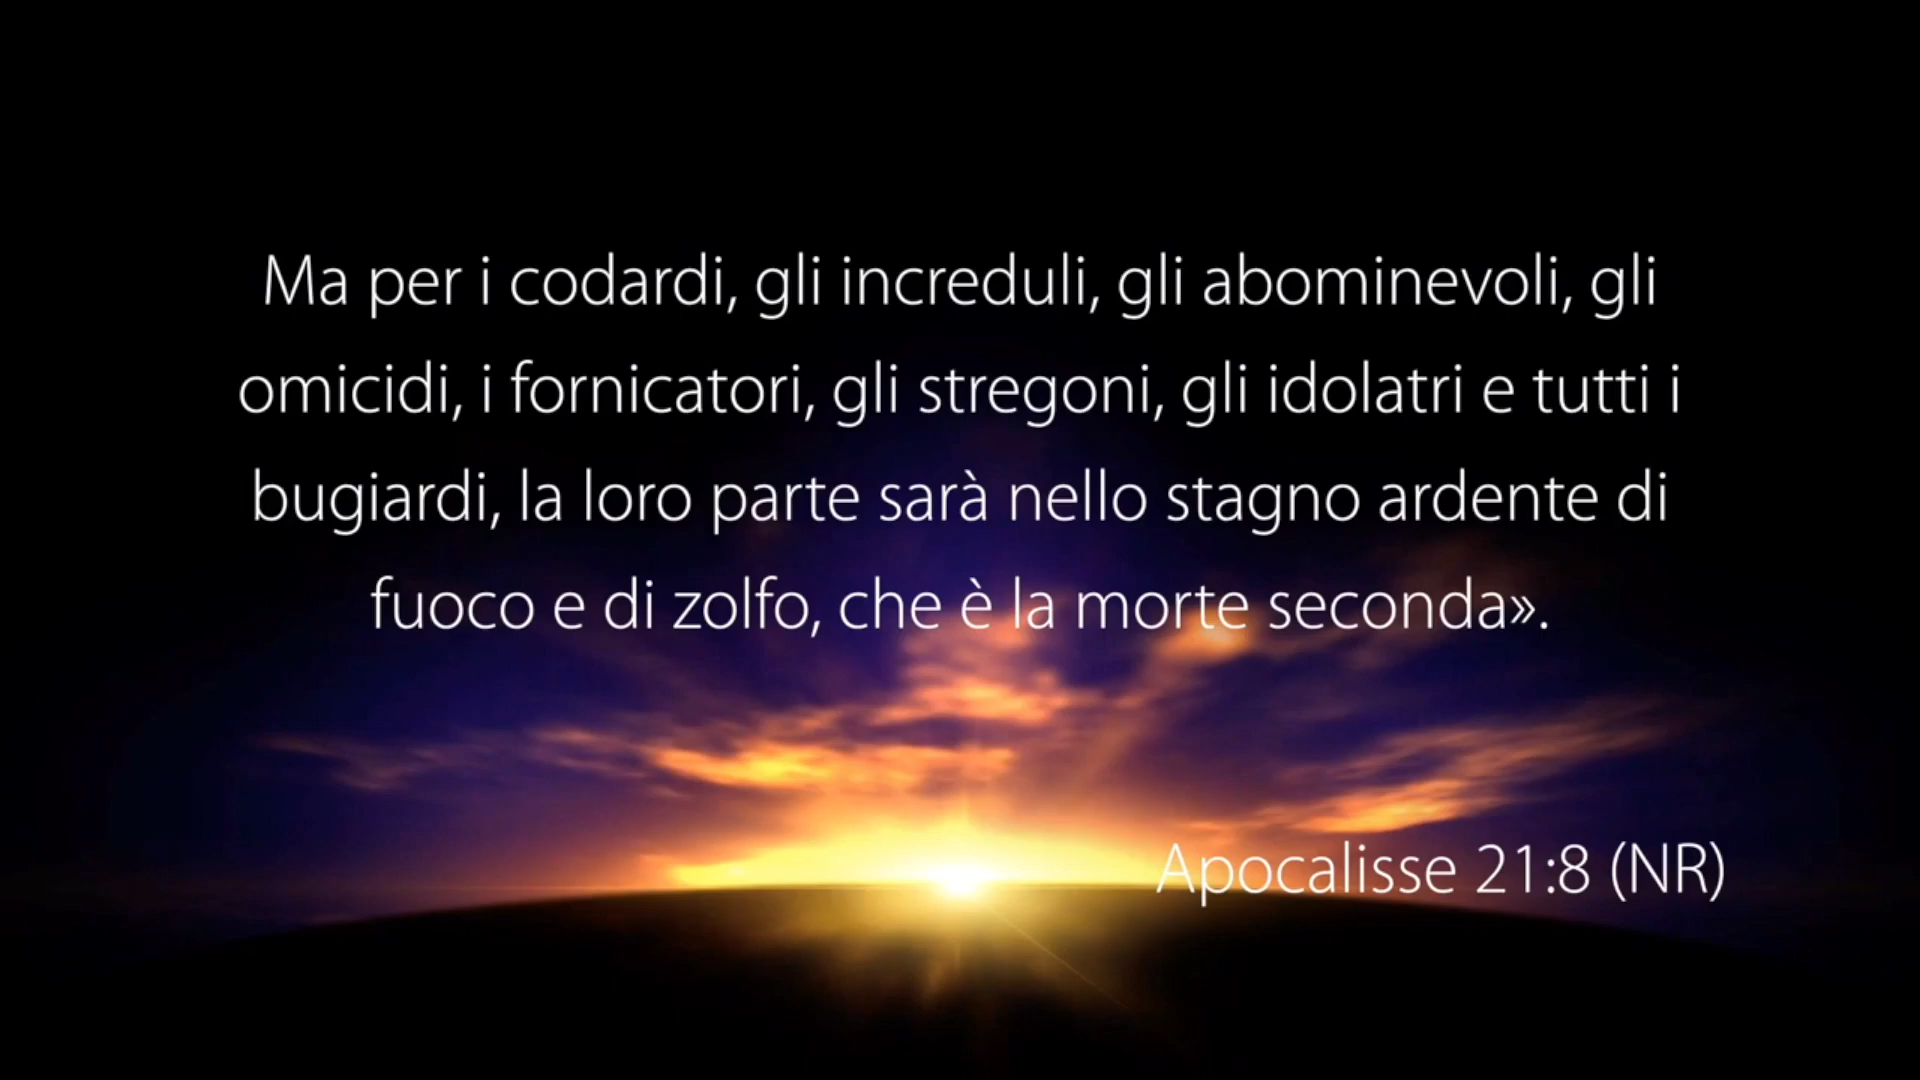 Ma per i codardi, gli increduli, gli abominevoli, gli
omicidi, i fornicatori, gli stregoni, gli idolatri e tutti i
bugiardi, la loro parte sarà nello stagno ardente di
fuoco e di zolfo, che è la morte seconda».
Apocalisse 21:8 (NR)